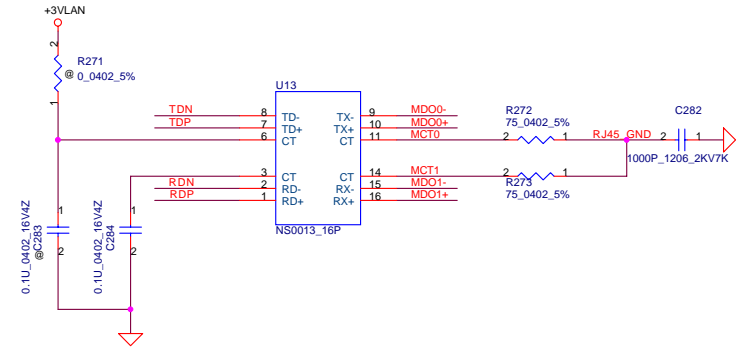 +3VLAN
2
R271
@ 0_0402_5%
1
U13
TDN 8 TD- TX- 9 MDO0-
TDP 7 TD+ TX+ 10 MDO0+
6 CT CT 11 MCT0
R272
75_0402_5%
2 1
RJ45_GND
C282
2 1
1000P_1206_2KV7K
3 CT CT 14 MCT1
RDN 2 RD- RX- 15 MDO1-
RDP 1 RD+ RX+ 16 MDO1+
2 1
R273
75_0402_5%
NS0013_16P
0.1U_0402_16V4Z
@C283
1
2
0.1U_0402_16V4Z
C284
1
2